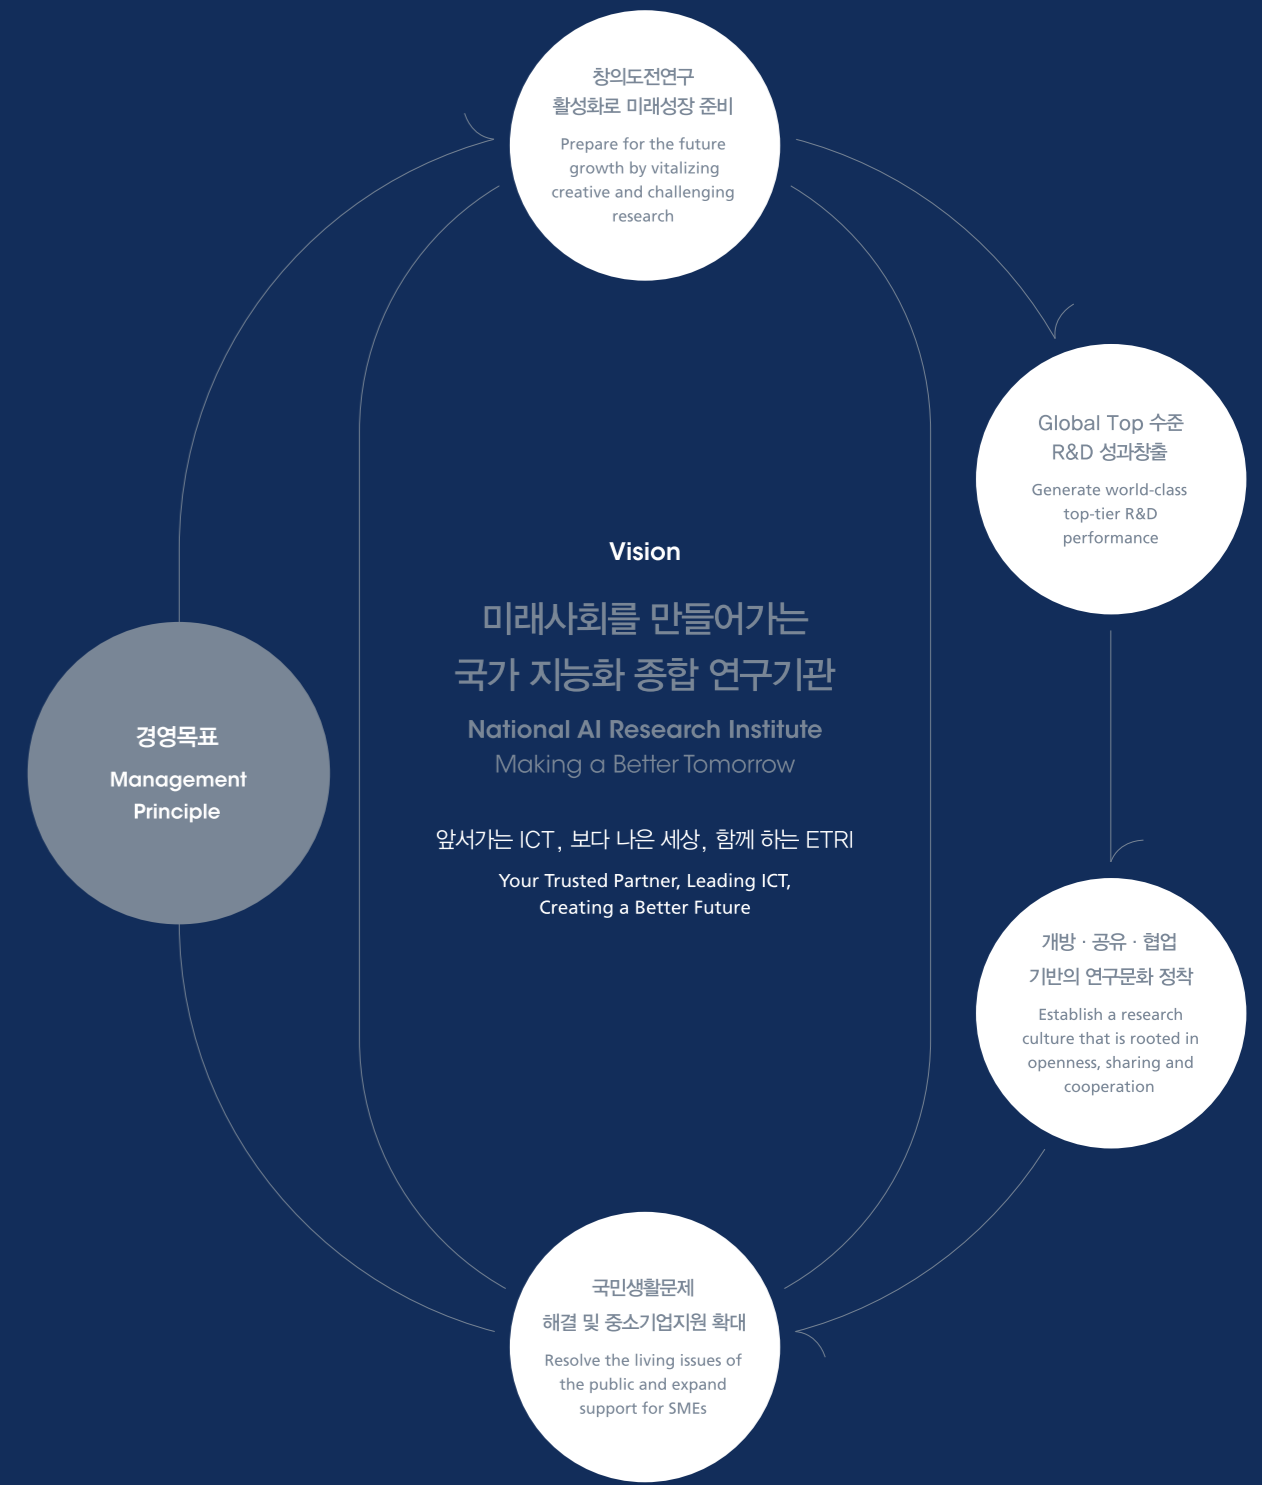 창의도전연구
활성화로 미래성장 준비
Prepare for the future
growth by vitalizing
creative and challenging
research
Global Top 수준
R&D 성과창출
Generate world-class
top-tier R&D
performance
Vision
미래사회를 만들어가는
국가 지능화 종합 연구기관
National AI Research Institute
Making a Better Tomorrow
앞서가는 ICT, 보다 나은 세상, 함께 하는 ETRI
Your Trusted Partner, Leading ICT,
Creating a Better Future
경영목표
Management
Principle
개방 · 공유 · 협업
기반의 연구문화 정착
Establish a research
culture that is rooted in
openness, sharing and
cooperation
국민생활문제
해결 및 중소기업지원 확대
Resolve the living issues of
the public and expand
support for SMEs